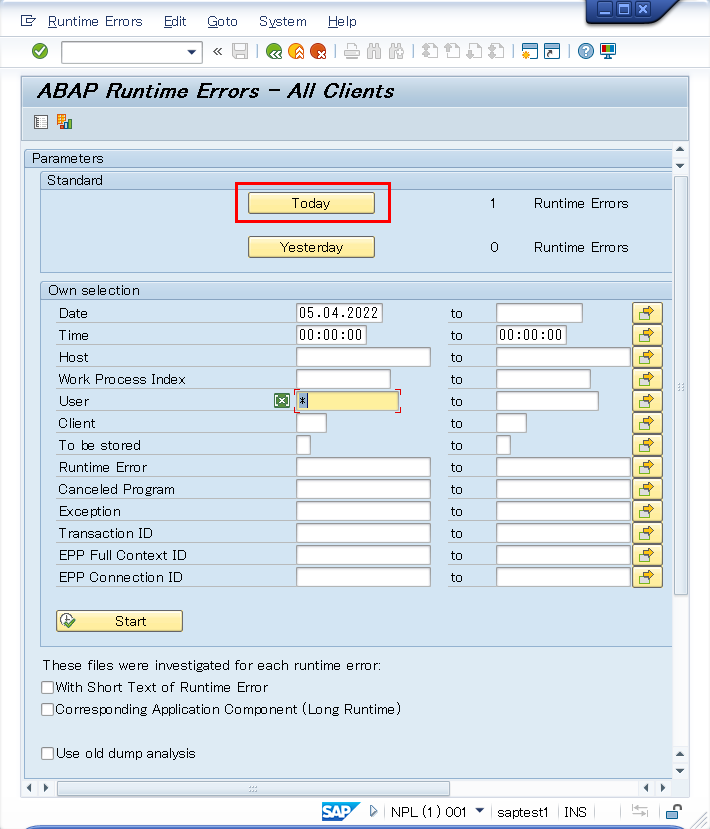 Runtime Errors Edit Goto System Help
ABAP Runtime Errors - All Clients
Parameters
Standard
Today 1 Runtime Errors
Yesterday 0 Runtime Errors
Own selection
Date 05.04.2022 to
Time 00:00:00 to 00:00:00
Host to
Work Process Index to
User * to
Client to
To be stored to
Runtime Error to
Canceled Program to
Exception to
Transaction ID to
EPP Full Context ID to
EPP Connection ID to
Start
These files were investigated for each runtime error:
With Short Text of Runtime Error
Corresponding Application Component (Long Runtime)
Use old dump analysis
SAP NPL (1) 001 saptest1 INS